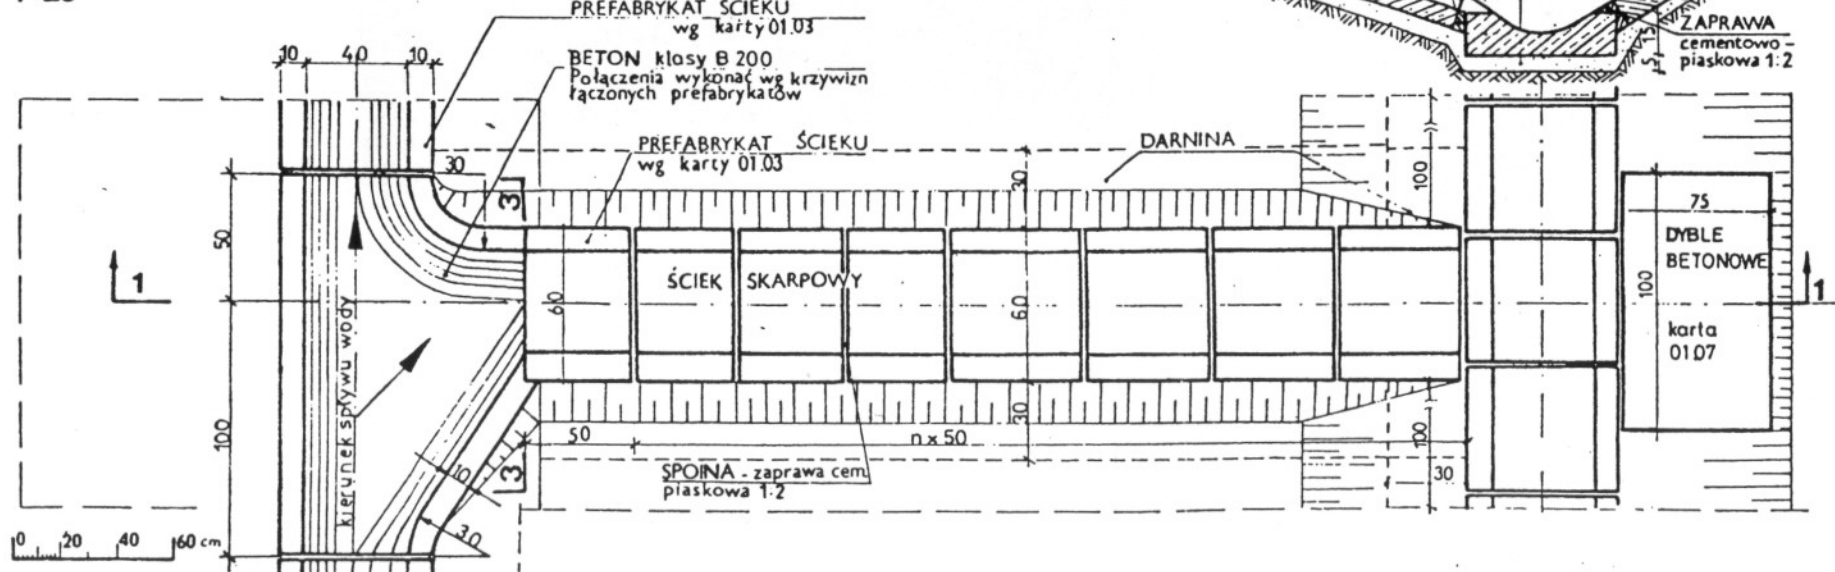 PREFABRYKAT ŚCIEKU
wg karty 01.03
BETON klasy B 200
Połączenia wykonać wg krzywizn
łączonych prefabrykatów
PREFABRYKAT ŚCIEKU
wg karty 01.03
DARNINA
ZAPRAWA
cementowo -
piaskowa 1:2
15
5
10
40
10
30
3
30
100
50
1
kierunek spływu wody
60
ŚCIEK SKARPOWY
60
75
DYBLE
BETONOWE
100
karta
01.07
1
100
10
30
3
50
n x 50
30
100
30
SPOINA - zaprawa cem.
piaskowa 1:2
0 20 40 60 cm